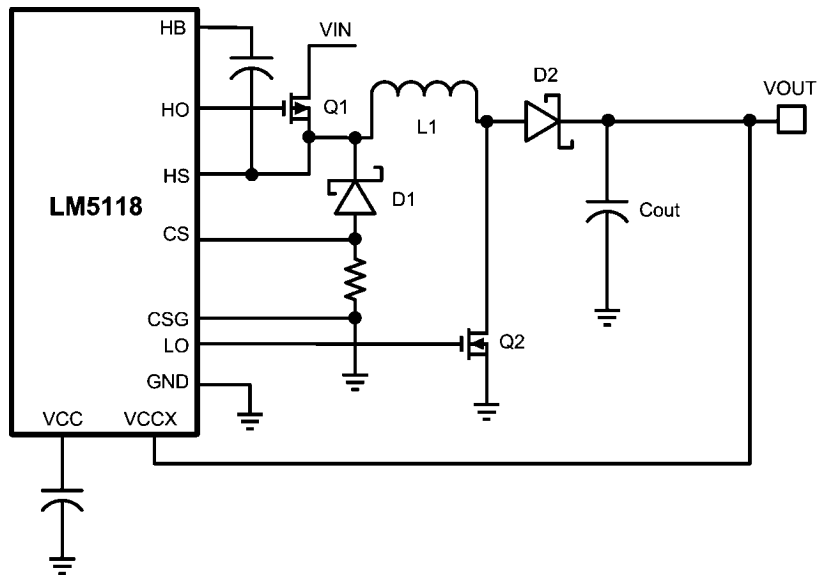 HB
VIN
D2
VOUT
HO
Q1
L1
HS
LM5118
D1
Cout
CS
CSG
LO
Q2
GND
VCC
VCCX